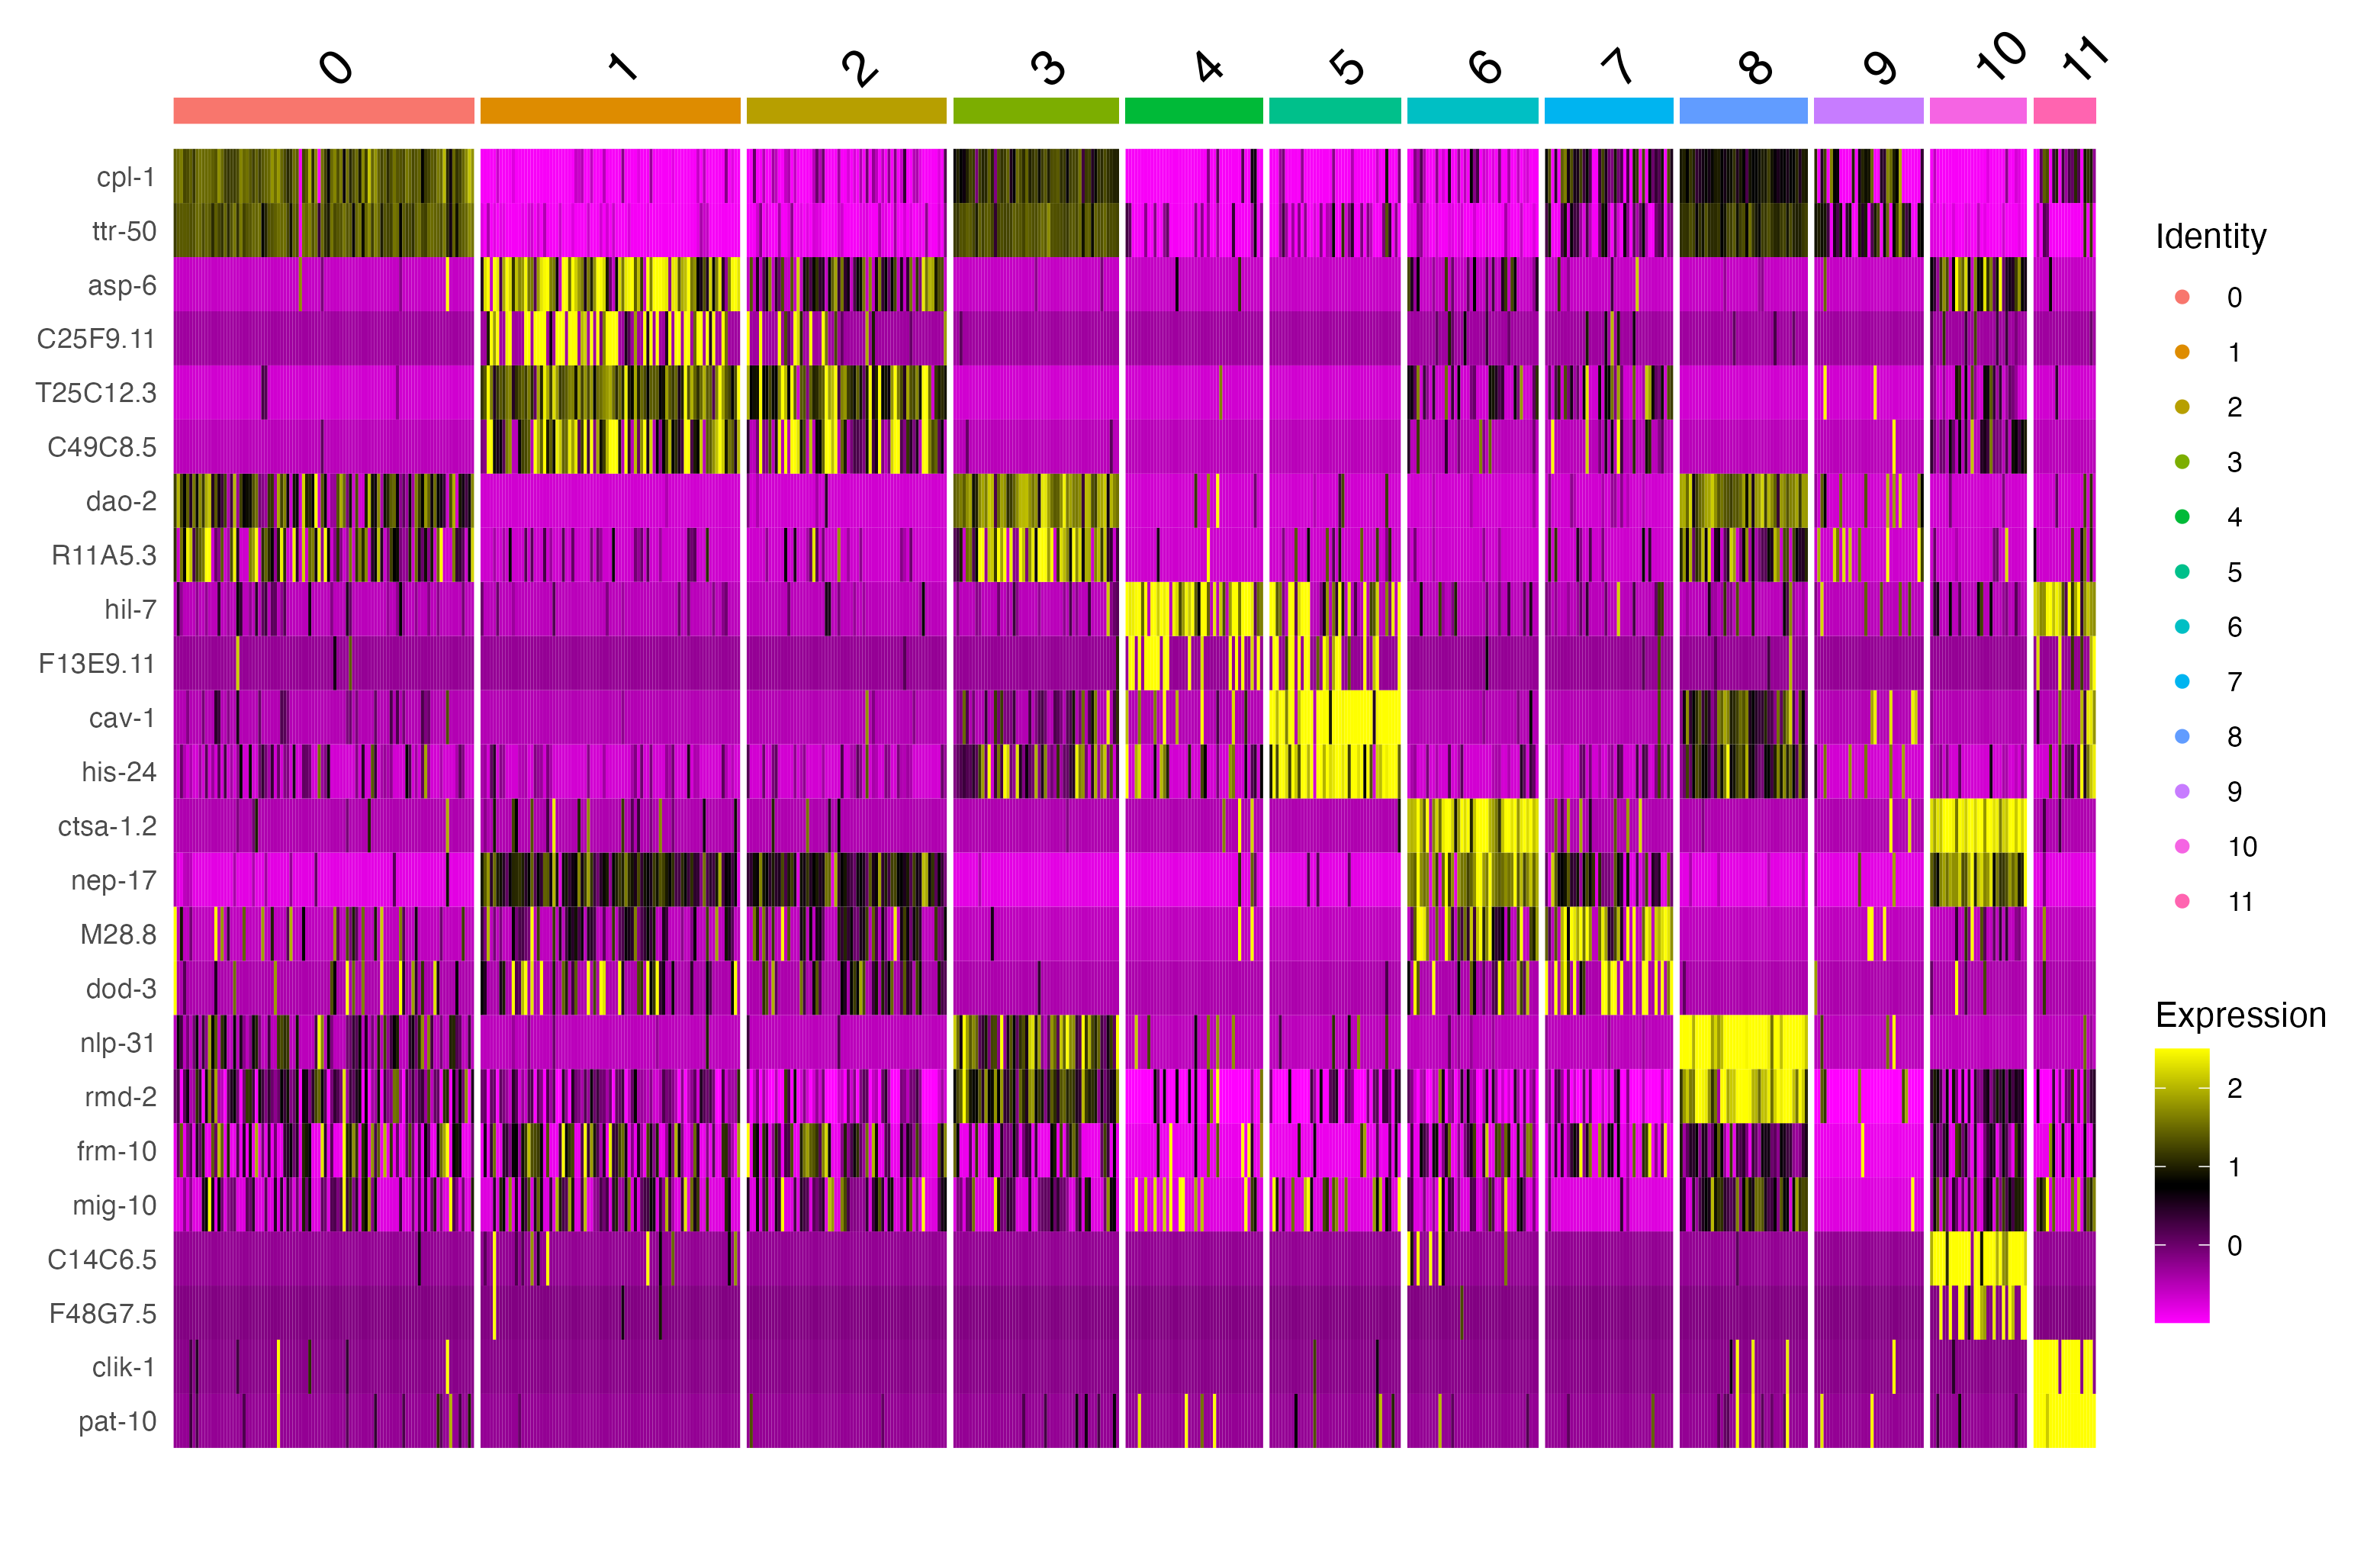 0 1 2 3 4 5 6 7 8 9 10 11
cpl-1
ttr-50
asp-6
C25F9.11
T25C12.3
C49C8.5
dao-2
R11A5.3
hil-7
F13E9.11
cav-1
his-24
ctsa-1.2
nep-17
M28.8
dod-3
nlp-31
rmd-2
frm-10
mig-10
C14C6.5
F48G7.5
clik-1
pat-10
Identity
0
1
2
3
4
5
6
7
8
9
10
11
Expression
2
1
0